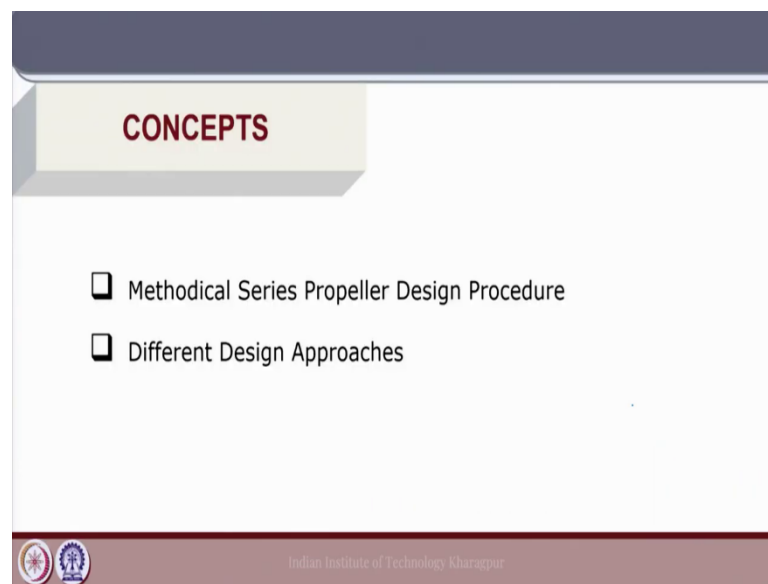 CONCEPTS
Methodical Series Propeller Design Procedure
Different Design Approaches
Indian Institute of Technology Kharagpur